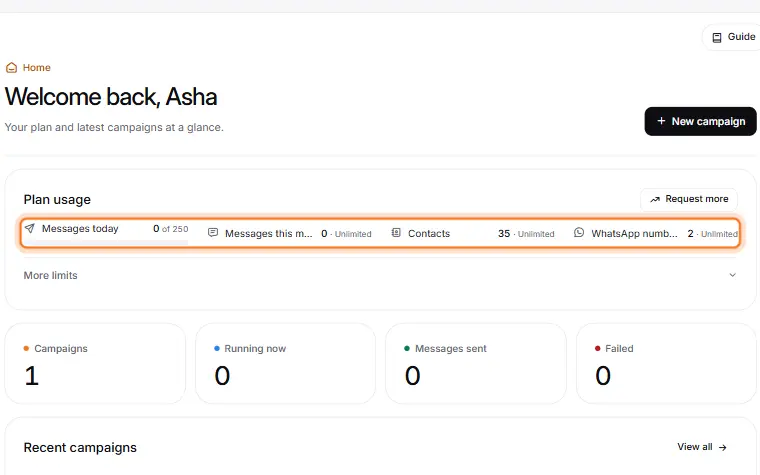 Guide
Home
Welcome back, Asha
Your plan and latest campaigns at a glance.
+ New campaign
Plan usage
Request more
Messages today 0 of 250
Messages this m... 0 · Unlimited
Contacts 35 · Unlimited
WhatsApp numb... 2 · Unlimited
More limits
Campaigns
1
Running now
0
Messages sent
0
Failed
0
Recent campaigns
View all →